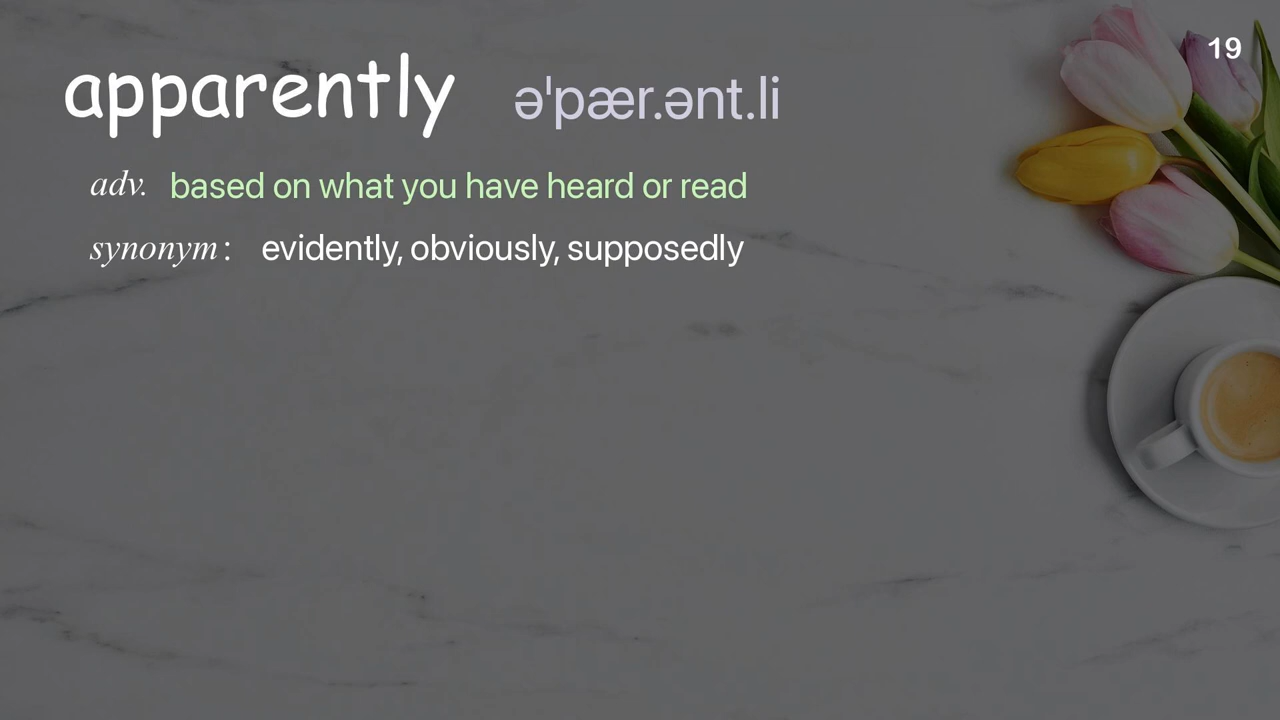 19
apparently əˈpær.ənt.li
adv. based on what you have heard or read
synonym: evidently, obviously, supposedly